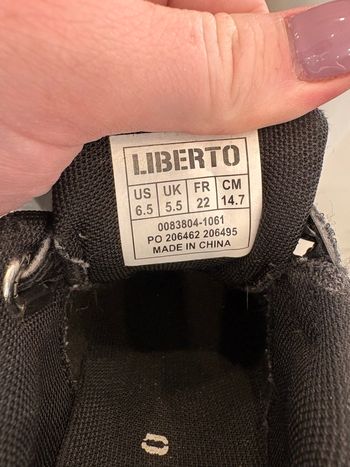 LIBERTO
US UK FR CM
6.5 5.5 22 14.7
0083804-1061
PO 206462 206495
MADE IN CHINA
0